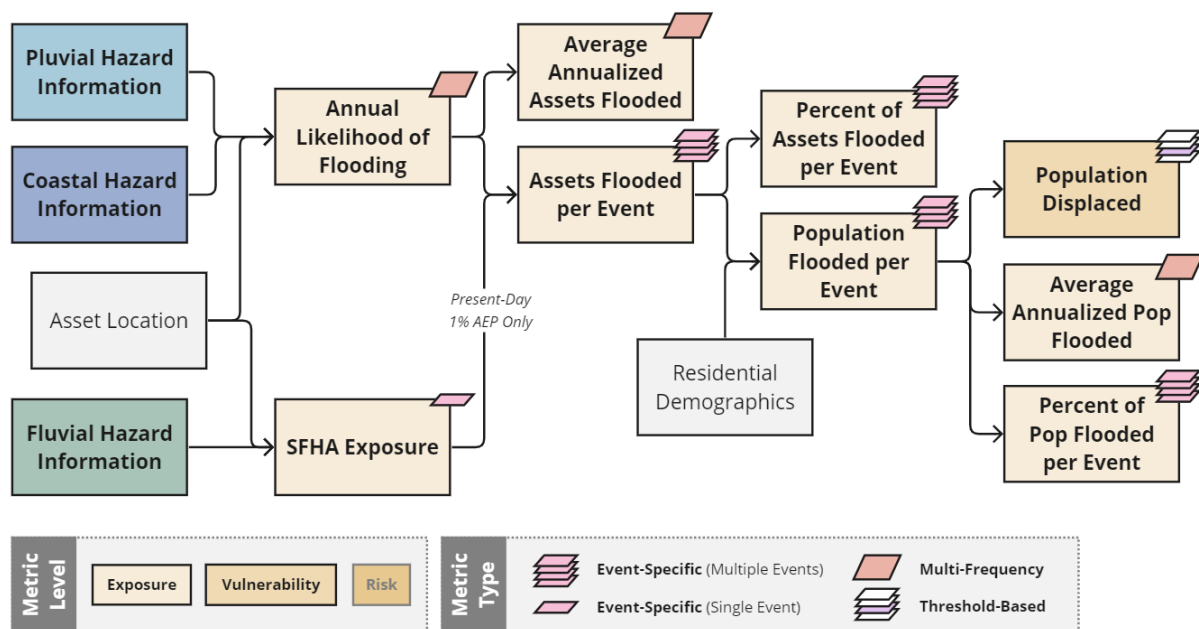 Pluvial Hazard
Information
Coastal Hazard
Information
Asset Location
Fluvial Hazard
Information
Annual
Likelihood of
Flooding
SFHA Exposure
Average
Annualized
Assets Flooded
Assets Flooded
per Event
Present-Day
1% AEP Only
Percent of
Assets Flooded
per Event
Population
Flooded per
Event
Residential
Demographics
Population
Displaced
Average
Annualized Pop
Flooded
Percent of
Pop Flooded
per Event
Metric
Level
Exposure
Vulnerability
Risk
Metric
Type
Event-Specific (Multiple Events)
Event-Specific (Single Event)
Multi-Frequency
Threshold-Based